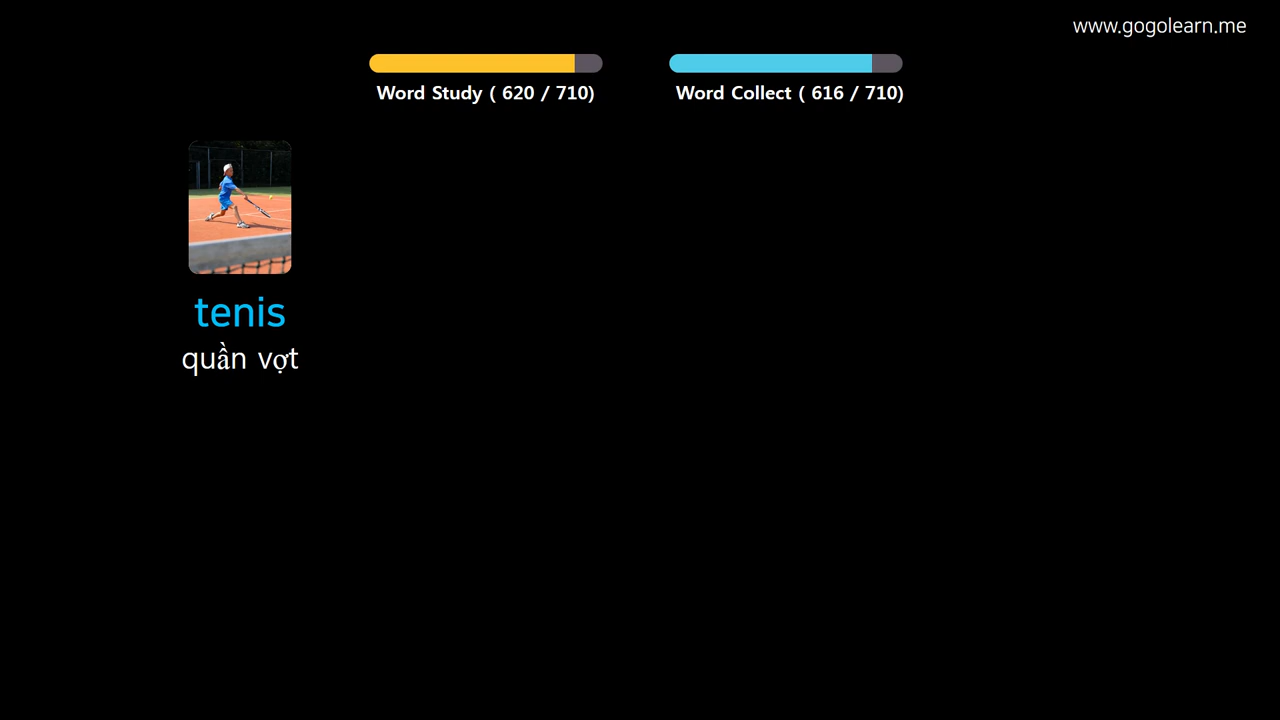 www.gogolearn.me
Word Study ( 620 / 710)
Word Collect ( 616 / 710)
tenis
quần vợt